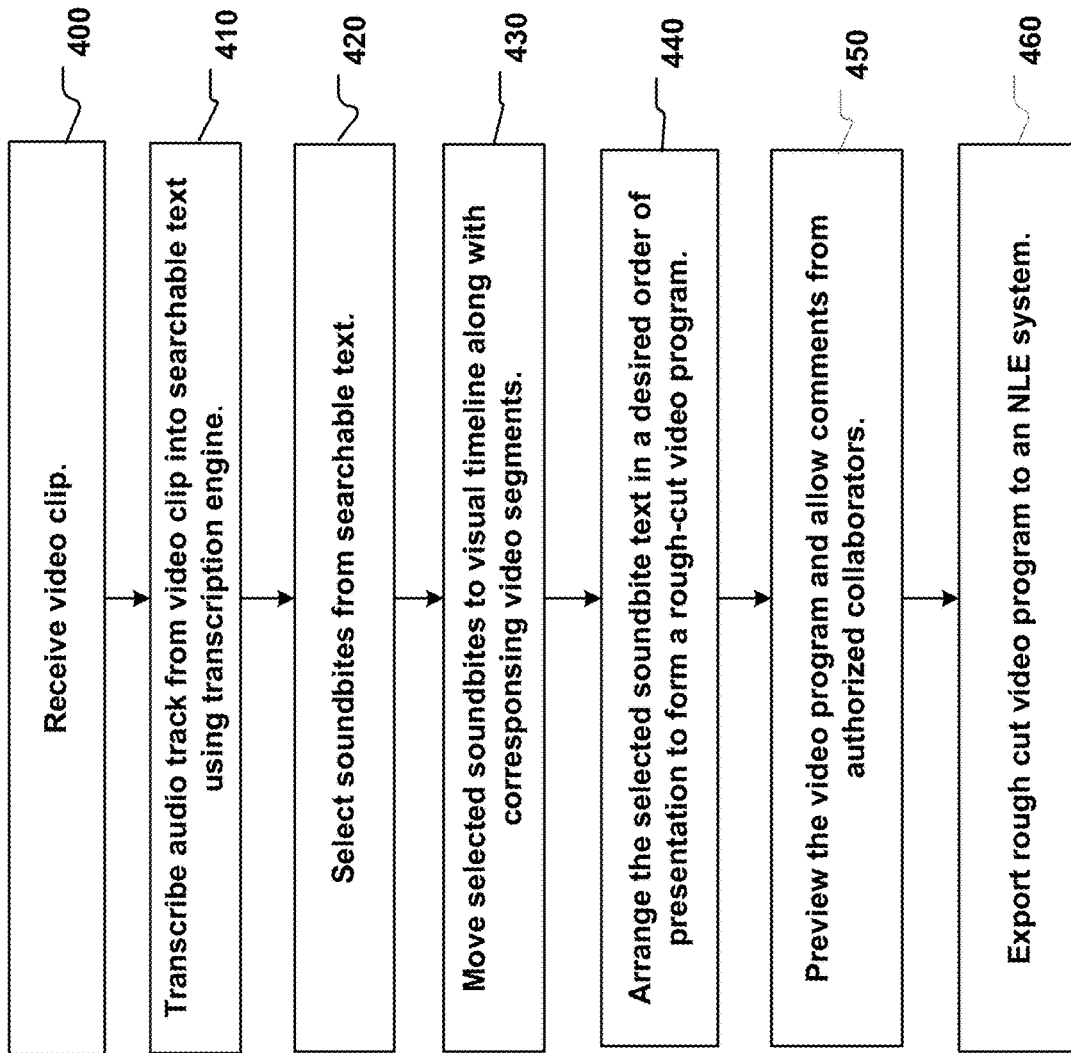 Receive video clip.
400
Transcribe audio track from video clip into searchable text
using transcription engine.
410
Select soundbites from searchable text.
420
Move selected soundbites to visual timeline along with
corresponsing video segments.
430
Arrange the selected soundbite text in a desired order of
presentation to form a rough-cut video program.
440
Preview the video program and allow comments from
authorized collaborators.
450
Export rough cut video program to an NLE system.
460